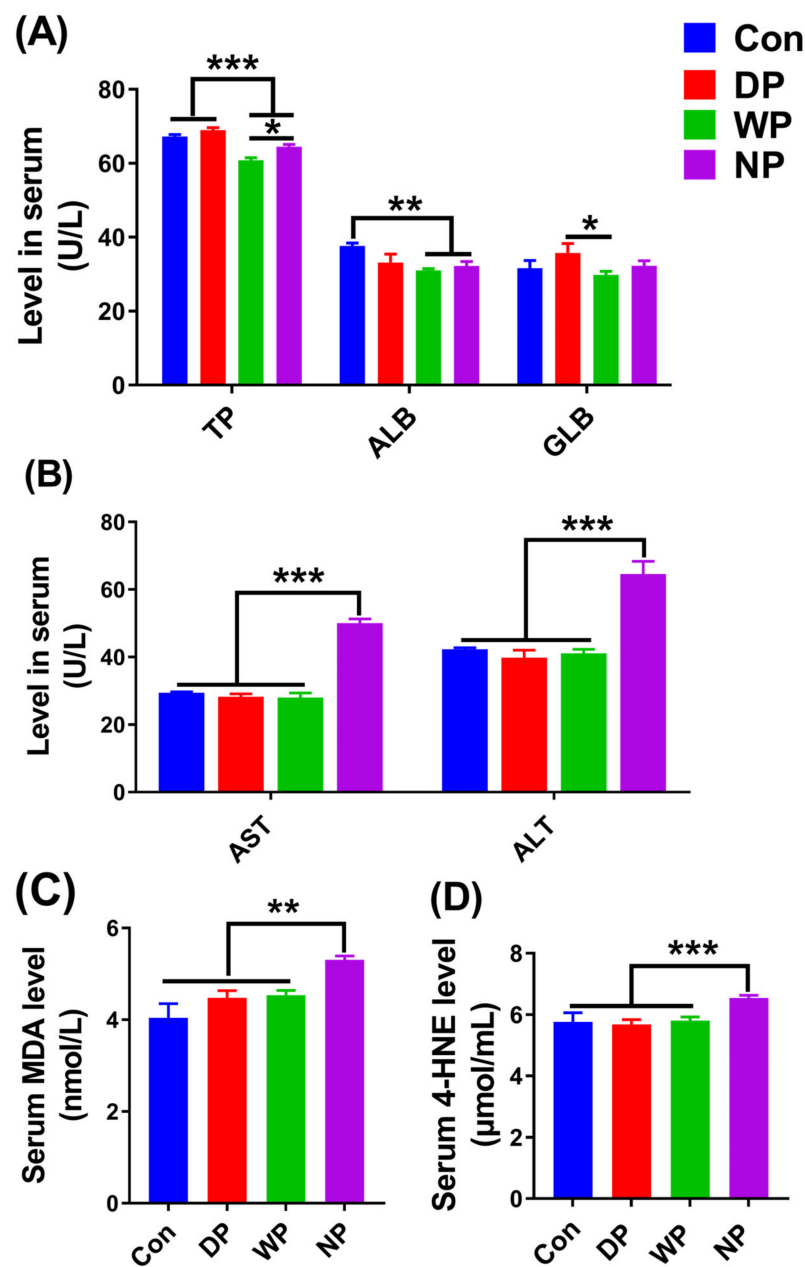 (A)
Con
DP
WP
NP
Level in serum
(U/L)
80
60
40
20
0
***
*
**
*
TP
ALB
GLB
(B)
Level in serum
(U/L)
80
60
40
20
0
***
***
AST
ALT
(C)
Serum MDA level
(nmol/L)
6
4
2
0
**
Con
DP
WP
NP
(D)
Serum 4-HNE level
(μmol/mL)
8
6
4
2
0
***
Con
DP
WP
NP